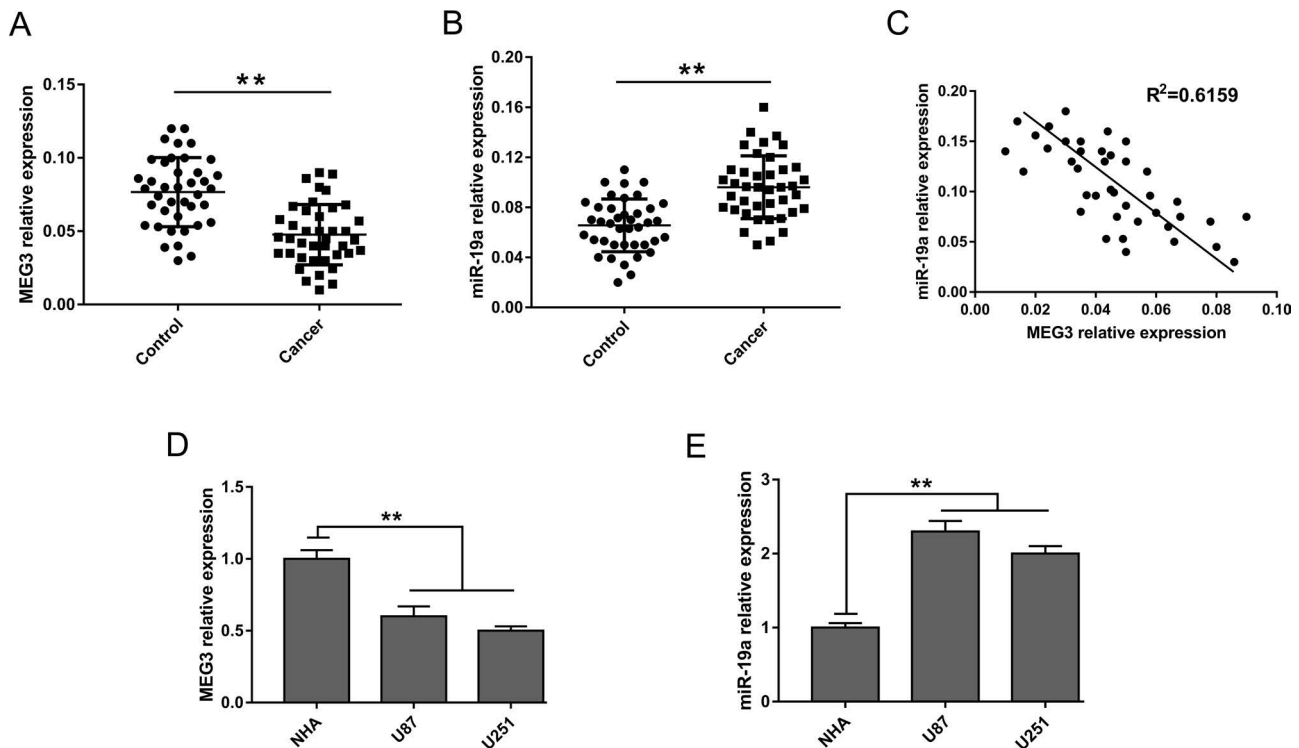 A
MEG3 relative expression
0.15
0.10
0.05
0.00
**
Control
Cancer
B
miR-19a relative expression
0.20
0.16
0.12
0.08
0.04
0.00
**
Control
Cancer
C
miR-19a relative expression
0.20
0.15
0.10
0.05
0.00
R²=0.6159
0.00 0.02 0.04 0.06 0.08 0.10
MEG3 relative expression
D
MEG3 relative expression
1.5
1.0
0.5
0.0
**
NHA
U87
U251
E
miR-19a relative expression
3
2
1
0
**
NHA
U87
U251